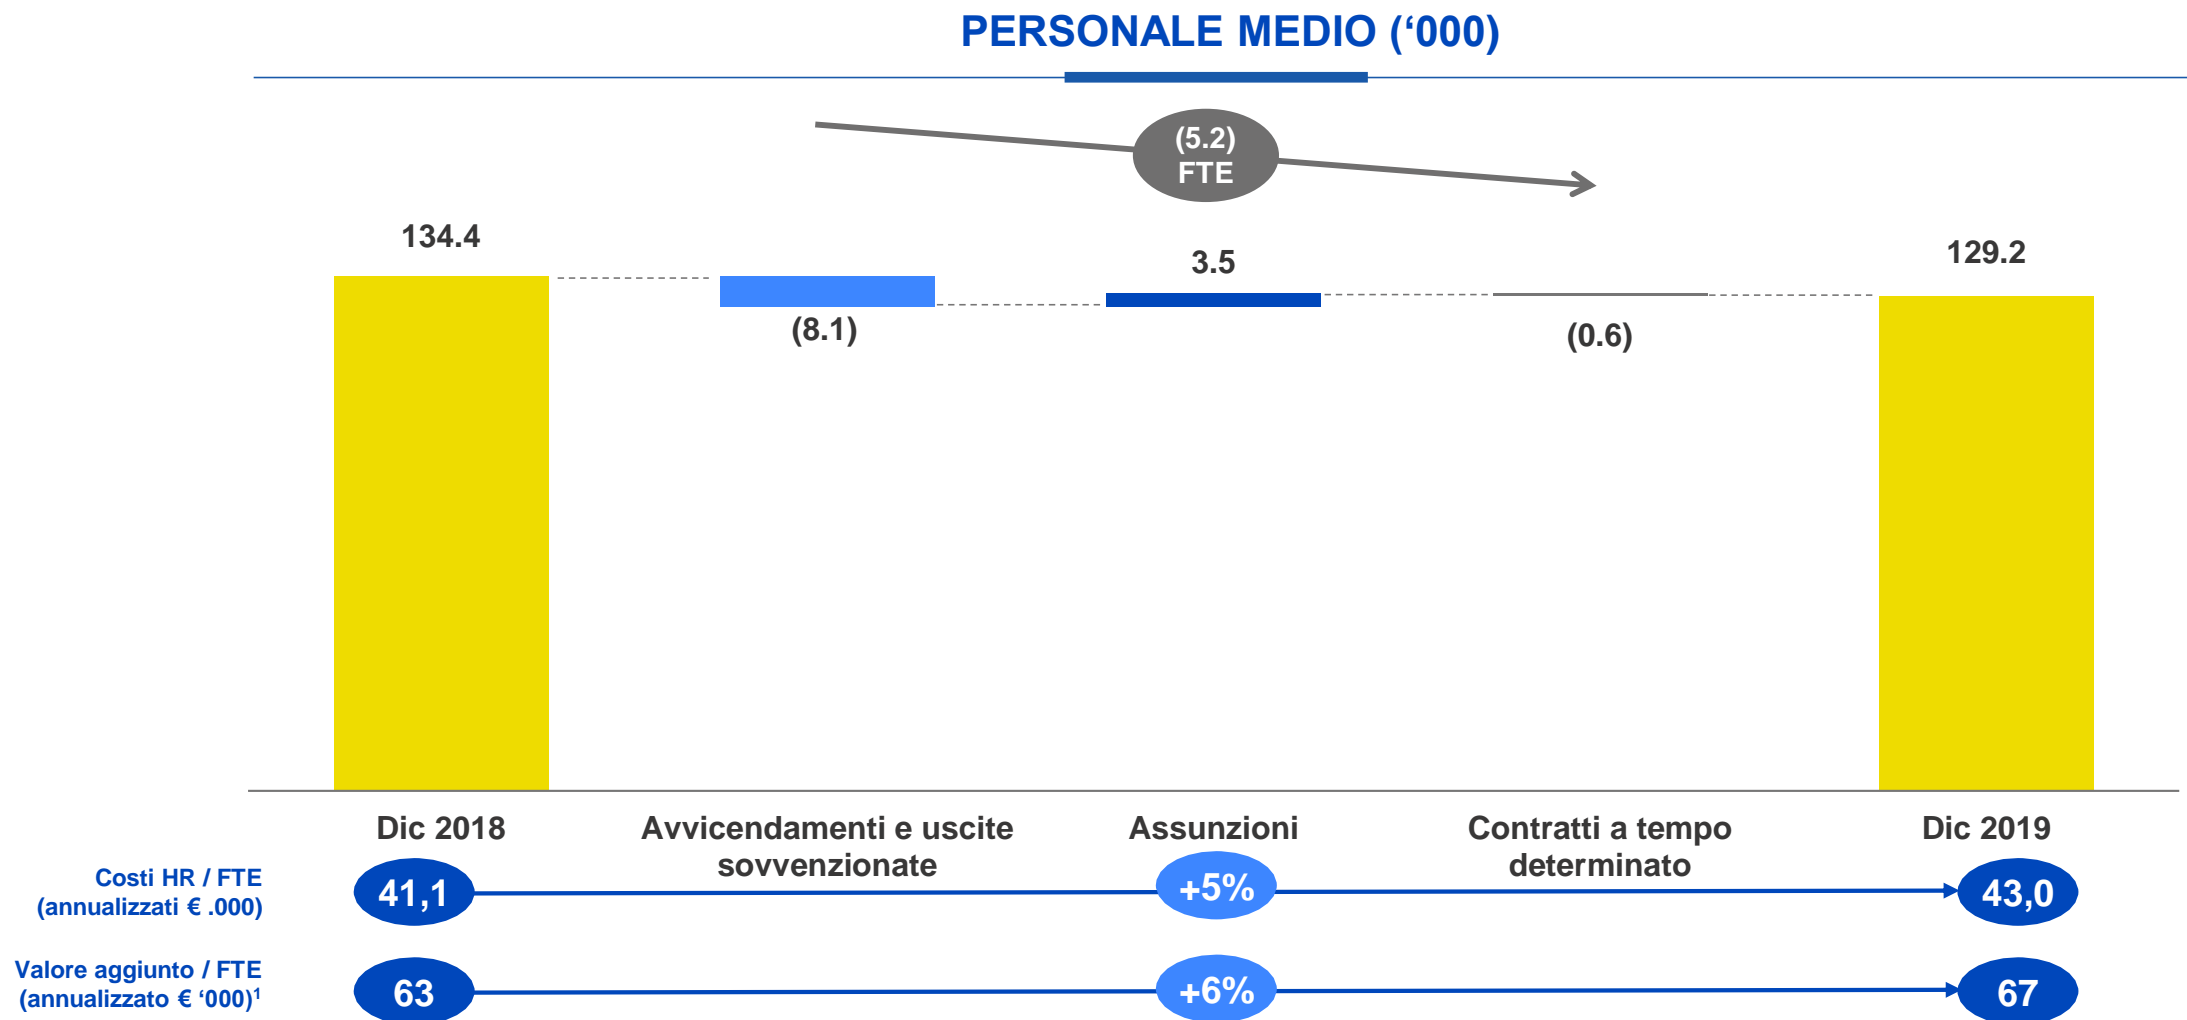 PERSONALE MEDIO (‘000)
(5.2)
FTE
134.4
3.5
129.2
(8.1)
(0.6)
Dic 2018
Avvicendamenti e uscite
sovvenzionate
Assunzioni
Contratti a tempo
determinato
Dic 2019
Costi HR / FTE
(annualizzati € .000)
41,1
+5%
43,0
Valore aggiunto / FTE
(annualizzato € ‘000)¹
63
+6%
67